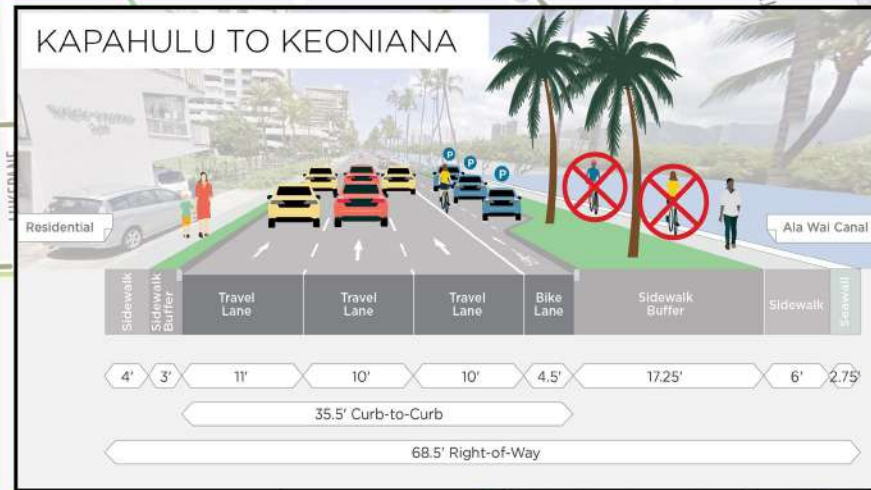 KAPAHULU TO KEONIANA
P
P
P
Residential
Ala Wai Canal
Sidewalk
Sidewalk
Buffer
Travel
Lane
Travel
Lane
Travel
Lane
Bike
Lane
Sidewalk
Buffer
Sidewalk
Seawall
4'
3'
11'
10'
10'
4.5'
17.25'
6'
2.75'
35.5' Curb-to-Curb
68.5' Right-of-Way